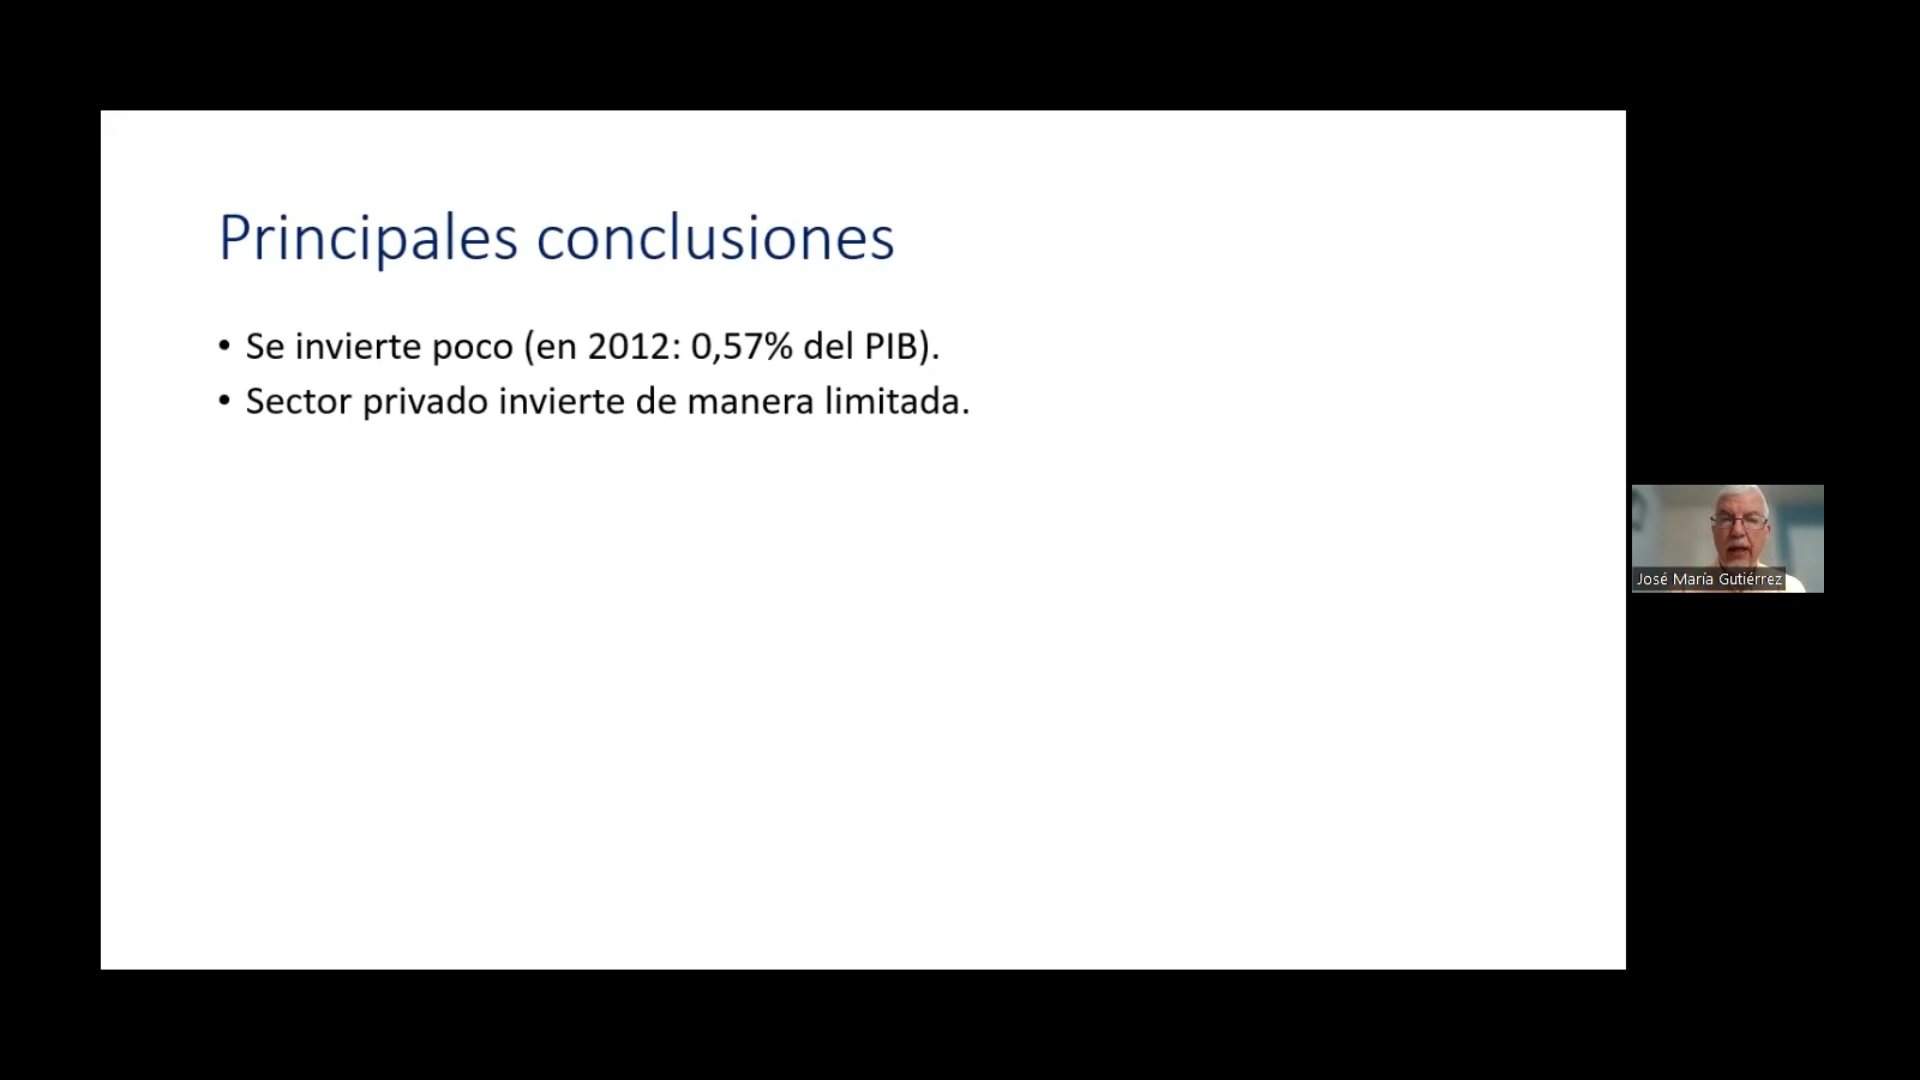 Principales conclusiones
• Se invierte poco (en 2012: 0,57% del PIB).
• Sector privado invierte de manera limitada.
José María Gutiérrez